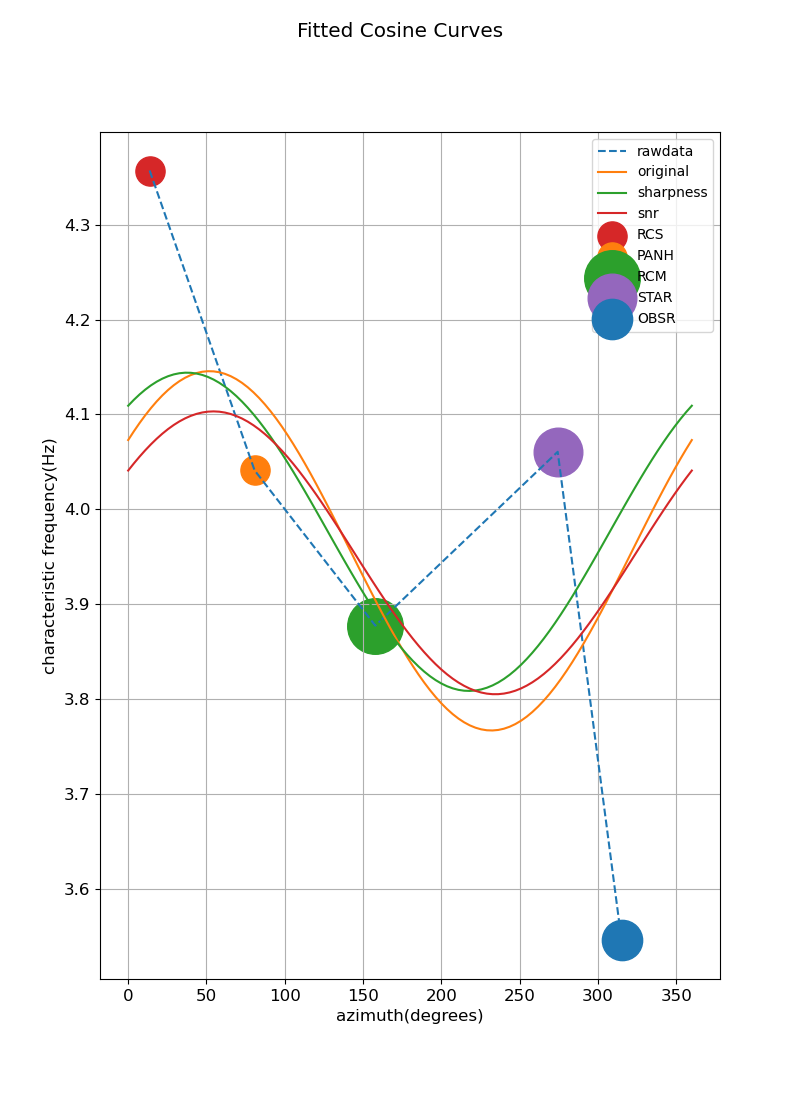 Fitted Cosine Curves
characteristic frequency(Hz)
4.3
4.2
4.1
4.0
3.9
3.8
3.7
3.6
rawdata
original
sharpness
snr
RCS
PANH
RCM
STAR
OBSR
0 50 100 150 200 250 300 350
azimuth(degrees)